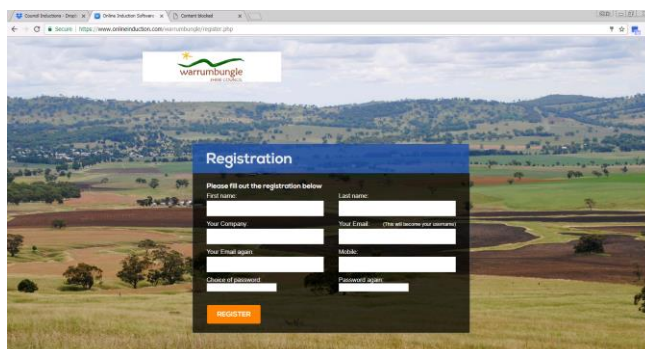 Council Inductions - Dropb
Online Induction Softwar
Content blocked
Secure | https://www.onlineinduction.com/warrumbungle/register.php
warrumbungle
SHIRE COUNCIL
Registration
Please fill out the registration below
First name:
Last name:
Your Company:
Your Email: (This will become your username)
Your Email again:
Mobile:
Choice of password:
Password again:
REGISTER